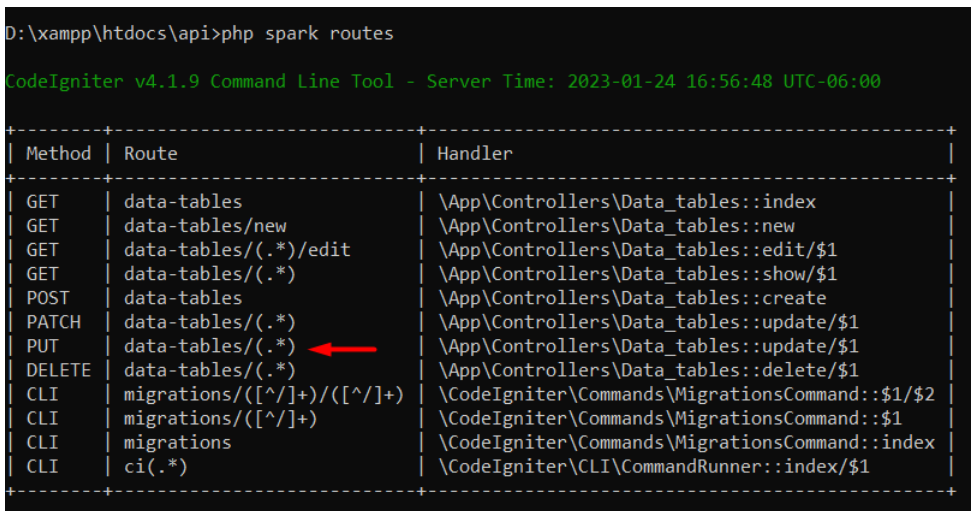 D:\xampp\htdocs\api>php spark routes
CodeIgniter v4.1.9 Command Line Tool - Server Time: 2023-01-24 16:56:48 UTC-06:00
+--------+----------------------------+------------------------------------------------+
| Method | Route | Handler |
+--------+----------------------------+------------------------------------------------+
| GET | data-tables | \App\Controllers\Data_tables::index |
| GET | data-tables/new | \App\Controllers\Data_tables::new |
| GET | data-tables/(.*)/edit | \App\Controllers\Data_tables::edit/$1 |
| GET | data-tables/(.*) | \App\Controllers\Data_tables::show/$1 |
| POST | data-tables | \App\Controllers\Data_tables::create |
| PATCH | data-tables/(.*) | \App\Controllers\Data_tables::update/$1 |
| PUT | data-tables/(.*) | \App\Controllers\Data_tables::update/$1 |
| DELETE | data-tables/(.*) | \App\Controllers\Data_tables::delete/$1 |
| CLI | migrations/([^/]+)/([^/]+) | \CodeIgniter\Commands\MigrationsCommand::$1/$2 |
| CLI | migrations/([^/]+) | \CodeIgniter\Commands\MigrationsCommand::$1 |
| CLI | migrations | \CodeIgniter\Commands\MigrationsCommand::index |
| CLI | ci(.*) | \CodeIgniter\CLI\CommandRunner::index/$1 |
+--------+----------------------------+------------------------------------------------+